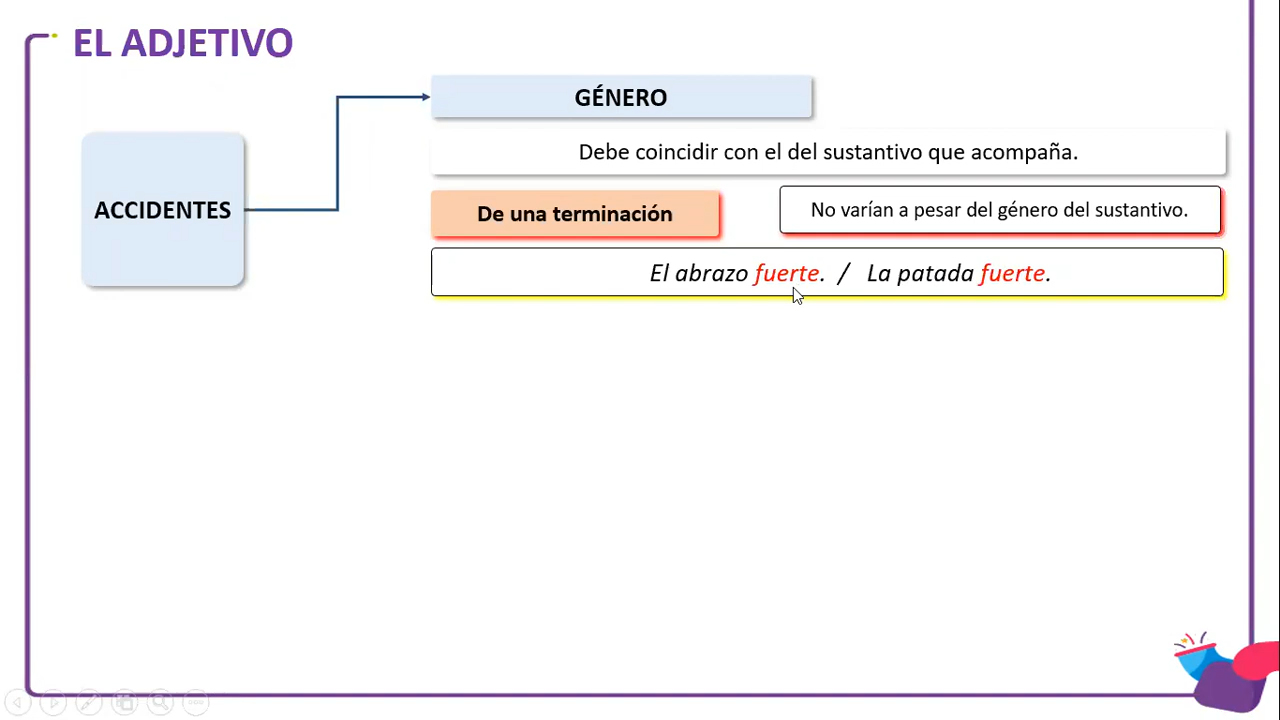 EL ADJETIVO
GÉNERO
Debe coincidir con el del sustantivo que acompaña.
ACCIDENTES
De una terminación
No varían a pesar del género del sustantivo.
El abrazo fuerte. / La patada fuerte.